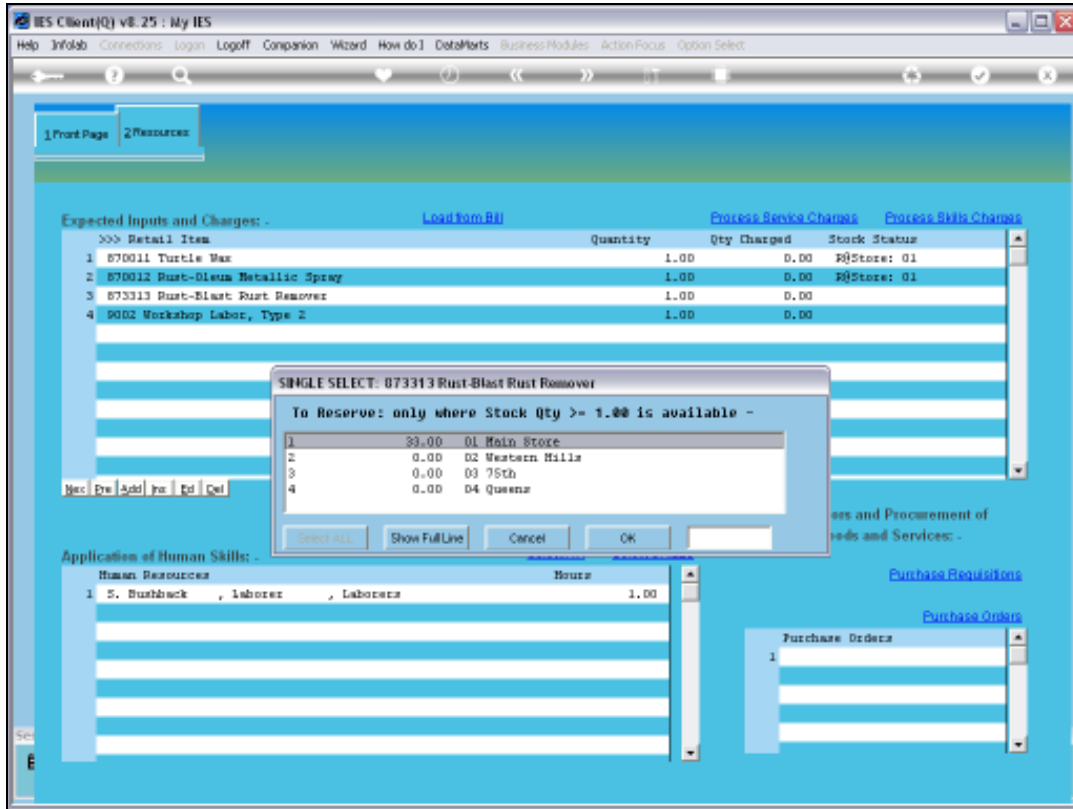 IES Client(Q) v8.25 : My IES
Help Infolab Connections Logon Logoff Companion Wizard How do I DataMarts Business Modules Action Focus Option Select
1 Front Page 2 Resources
Expected Inputs and Charges: - Load from Bill Process Service Charges Process Skills Charges
>>> Retail Item Quantity Qty Charged Stock Status
1 870011 Turtle Wax 1.00 0.00 R@Store: 01
2 870012 Rust-Oleum Metallic Spray 1.00 0.00 R@Store: 01
3 873313 Rust-Blast Rust Remover 1.00 0.00
4 9002 Workshop Labor, Type 2 1.00 0.00
SINGLE SELECT: 873313 Rust-Blast Rust Remover
To Reserve: only where Stock Qty >= 1.00 is available -
1 33.00 01 Main Store
2 0.00 02 Western Hills
3 0.00 03 75th
4 0.00 04 Queens
Select ALL Show Full Line Cancel OK
Nex Pre Add Ins Ed Del
ors and Procurement of
oods and Services: -
Application of Human Skills: -
Human Resources Hours
1 S. Bushback , laborer , Laborers 1.00
Purchase Requisitions
Purchase Orders
Purchase Orders
1